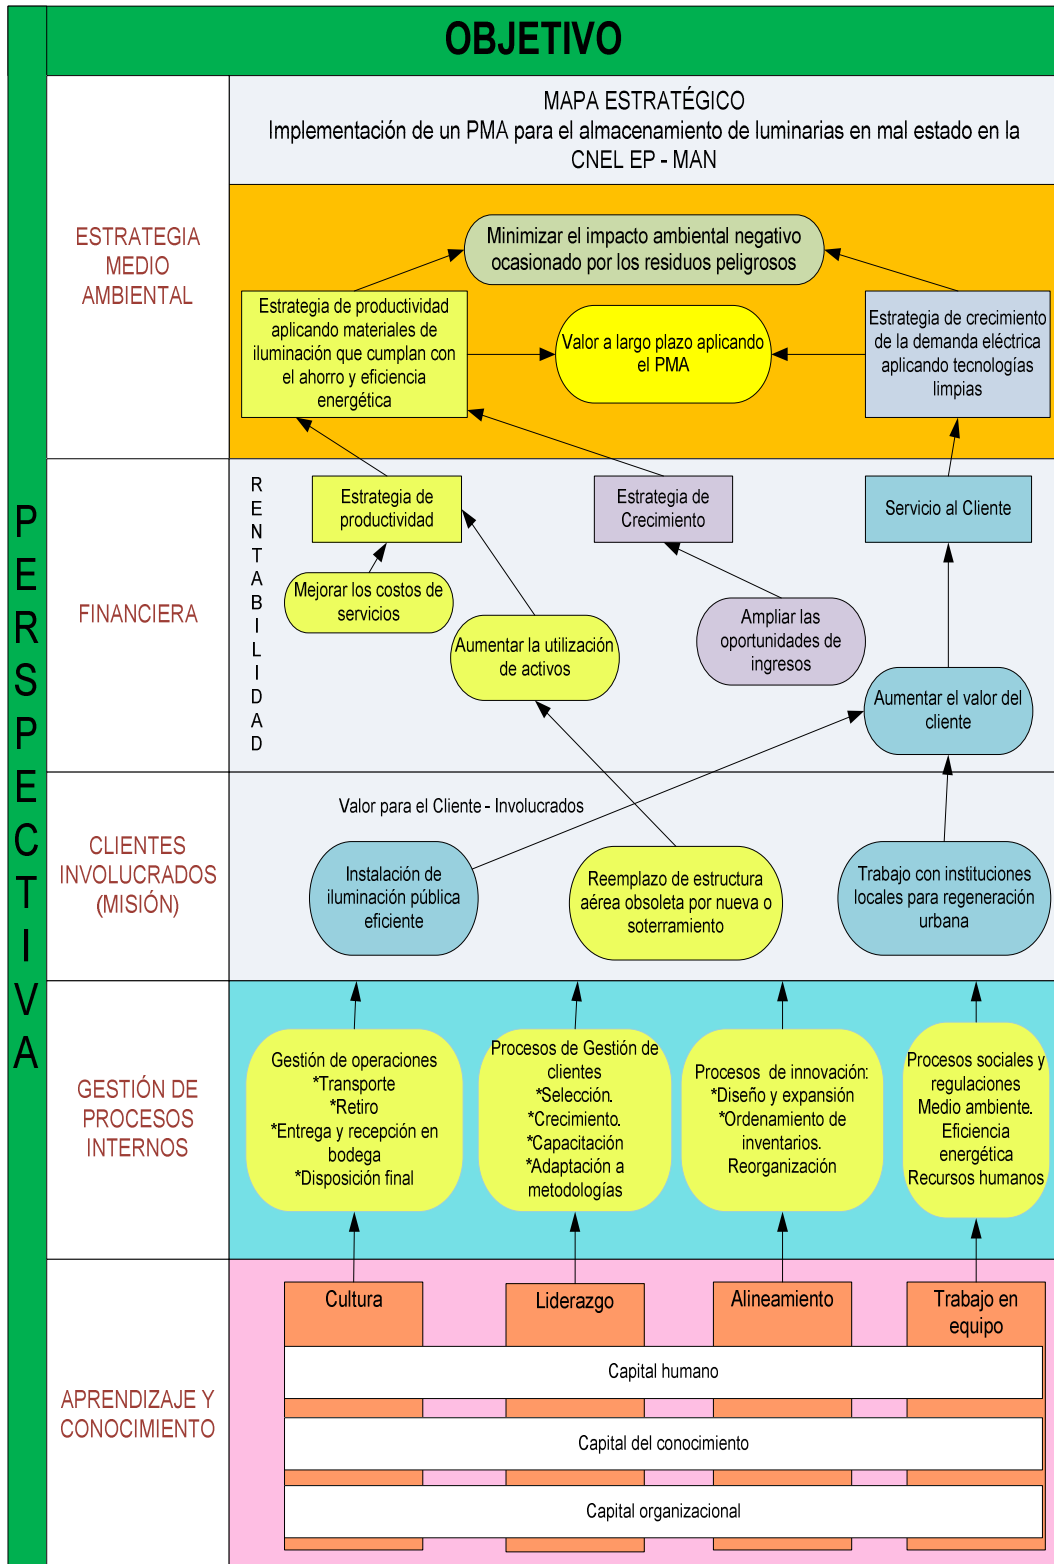 OBJETIVO
PERSPECTIVA
MAPA ESTRATÉGICO
Implementación de un PMA para el almacenamiento de luminarias en mal estado en la
CNEL EP - MAN
ESTRATEGIA
MEDIO
AMBIENTAL
Minimizar el impacto ambiental negativo
ocasionado por los residuos peligrosos
Estrategia de productividad
aplicando materiales de
iluminación que cumplan con
el ahorro y eficiencia
energética
Valor a largo plazo aplicando
el PMA
Estrategia de crecimiento
de la demanda eléctrica
aplicando tecnologías
limpias
FINANCIERA
RENTABILIDAD
Estrategia de
productividad
Estrategia de
Crecimiento
Servicio al Cliente
Mejorar los costos de
servicios
Aumentar la utilización
de activos
Ampliar las
oportunidades de
ingresos
Aumentar el valor del
cliente
CLIENTES
INVOLUCRADOS
(MISIÓN)
Valor para el Cliente - Involucrados
Instalación de
iluminación pública
eficiente
Reemplazo de estructura
aérea obsoleta por nueva o
soterramiento
Trabajo con instituciones
locales para regeneración
urbana
GESTIÓN DE
PROCESOS
INTERNOS
Gestión de operaciones
*Transporte
*Retiro
*Entrega y recepción en
bodega
*Disposición final
Procesos de Gestión de
clientes
*Selección.
*Crecimiento.
*Capacitación
*Adaptación a
metodologías
Procesos de innovación:
*Diseño y expansión
*Ordenamiento de
inventarios.
Reorganización
Procesos sociales y
regulaciones
Medio ambiente.
Eficiencia
energética
Recursos humanos
APRENDIZAJE Y
CONOCIMIENTO
Cultura
Liderazgo
Alineamiento
Trabajo en
equipo
Capital humano
Capital del conocimiento
Capital organizacional